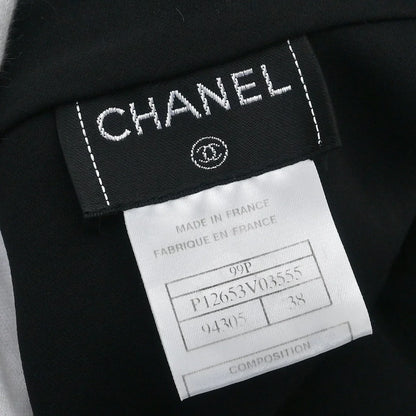 CHANEL
MADE IN FRANCE
FABRIQUE EN FRANCE
99P
P12653V03555
94305 38
COMPOSITION